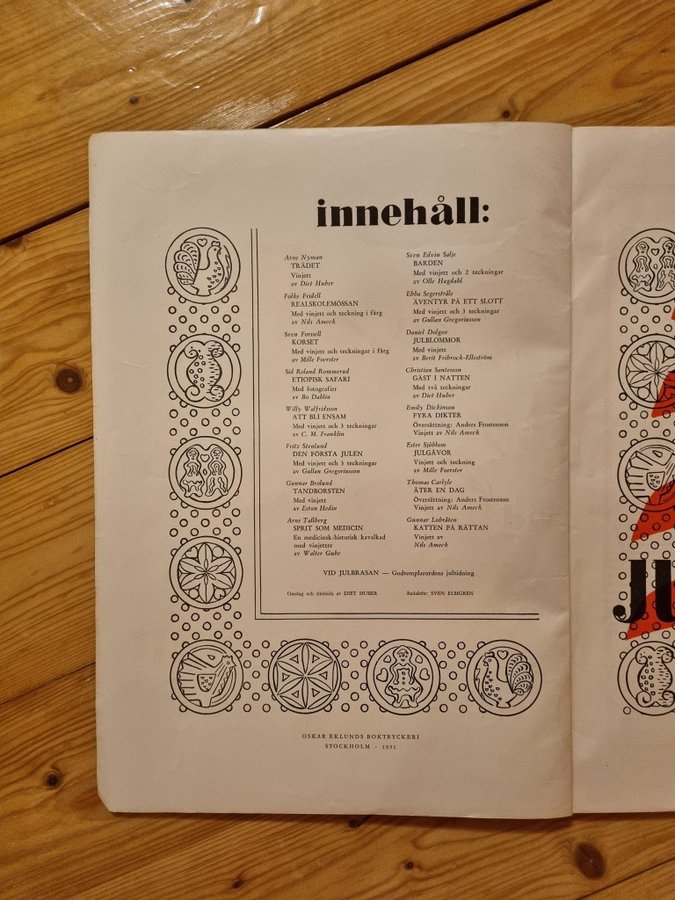 innehåll:
Arne Nyman
TRÄDET
Vinjett
av Diet Huber
Folke Fridell
REALSKOLEMÖSSAN
Med vinjett och teckning i färg
av Nils Ameck
Sven Forssell
KORSET
Med vinjett och teckningar i färg
av Mille Foerster
Sid Roland Rommerud
ETIOPISK SAFARI
Med fotografier
av Bo Dahlin
Willy Walfridsson
ATT BLI ENSAM
Med vinjett och 3 teckningar
av C. M. Franklin
Fritz Stenlund
DEN FÖRSTA JULEN
Med vinjett och 3 teckningar
av Gullan Gregoriusson
Gunnar Brolund
TANDBORSTEN
Med vinjett
av Eston Hedin
Arne Tallberg
SPRIT SOM MEDICIN
En medicinsk-historisk kavalkad
med vinjetter
av Walter Gube
Sven Edvin Salje
BARDEN
Med vinjett och 2 teckningar
av Olle Hagdahl
Ebba Segerstråle
ÄVENTYR PÅ ETT SLOTT
Med vinjett och 3 teckningar
av Gullan Gregoriusson
Daniel Dolgov
JULBLOMMOR
Med vinjett
av Berit Fribrock-Elleström
Christian Suntesson
GÄST I NATTEN
Med två teckningar
av Diet Huber
Emily Dickinson
FYRA DIKTER
Översättning: Anders Frostenson
Vinjett av Nils Ameck
Ester Sjöblom
JULGÅVOR
Vinjett och teckning
av Mille Foerster
Thomas Carlyle
ÅTER EN DAG
Översättning: Anders Frostenson
Vinjett av Nils Ameck
Gunnar Lobråten
KATTEN PÅ RÅTTAN
Vinjett av
Nils Ameck
VID JULBRASAN — Godtemplarordens jultidning
Omslag och titelsida av DIET HUBER
Redaktör: SVEN ELMGREN
OSKAR EKLUNDS BOKTRYCKERI
STOCKHOLM - 1951